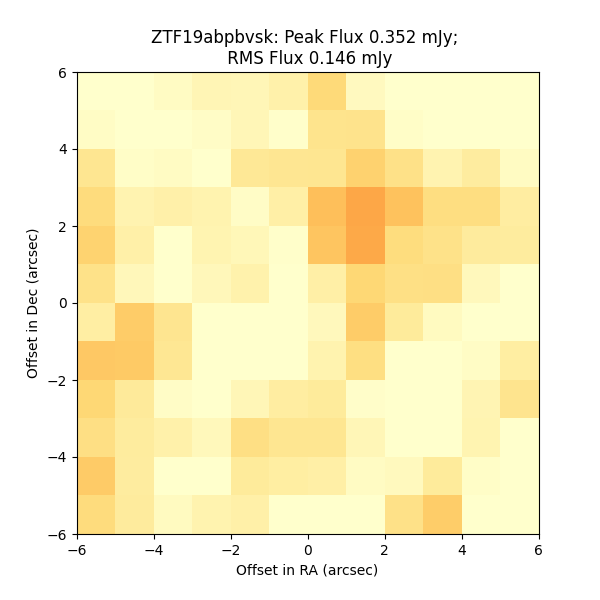 ZTF19abpbvsk: Peak Flux 0.352 mJy;
RMS Flux 0.146 mJy
6
4
2
0
−2
−4
−6
Offset in Dec (arcsec)
−6 −4 −2 0 2 4 6
Offset in RA (arcsec)